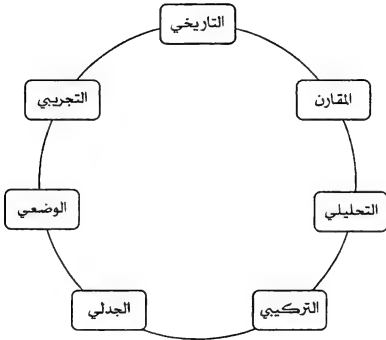 التاريخي
المقارن
التحليلي
التركيبي
الجدلي
الوضعي
التجريبي